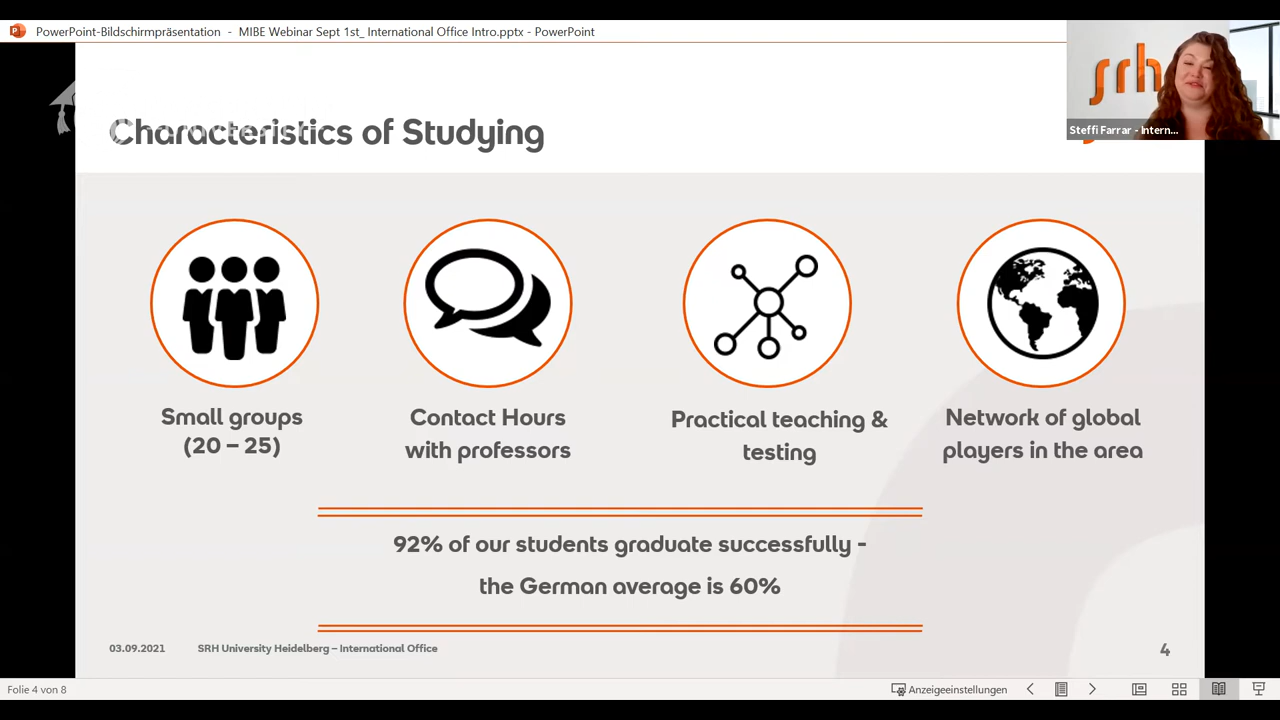 PowerPoint-Bildschirmpräsentation - MIBE Webinar Sept 1st_ International Office Intro.pptx - PowerPoint
srh
Steffi Farrar - Intern...
Characteristics of Studying
Small groups
(20 – 25)
Contact Hours
with professors
Practical teaching &
testing
Network of global
players in the area
92% of our students graduate successfully -
the German average is 60%
03.09.2021
SRH University Heidelberg – International Office
4
Folie 4 von 8
Anzeigeeinstellungen